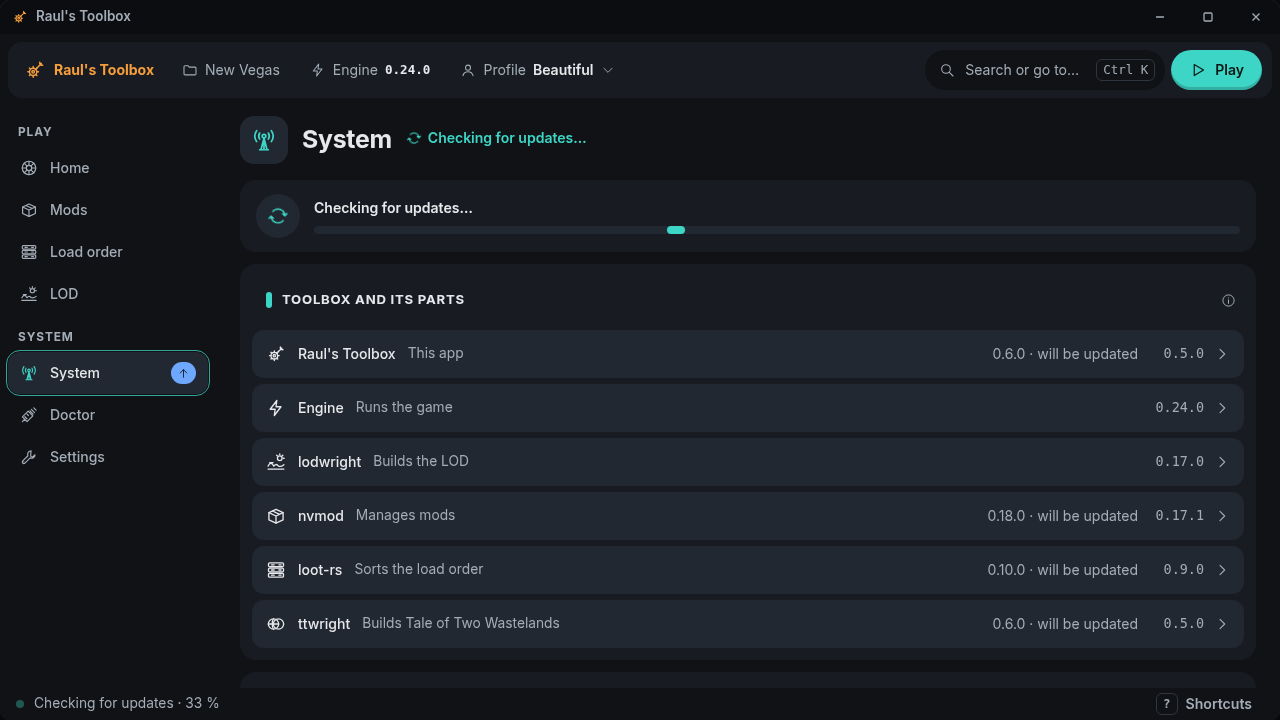 Raul's Toolbox
Raul's Toolbox New Vegas Engine 0.24.0 Profile Beautiful Search or go to... Ctrl K Play
PLAY
Home
Mods
Load order
LOD
SYSTEM
System
Doctor
Settings
System Checking for updates...
Checking for updates...
TOOLBOX AND ITS PARTS
Raul's Toolbox This app 0.6.0 · will be updated 0.5.0
Engine Runs the game 0.24.0
lodwright Builds the LOD 0.17.0
nvmod Manages mods 0.18.0 · will be updated 0.17.1
loot-rs Sorts the load order 0.10.0 · will be updated 0.9.0
ttwright Builds Tale of Two Wastelands 0.6.0 · will be updated 0.5.0
Checking for updates · 33 % ? Shortcuts